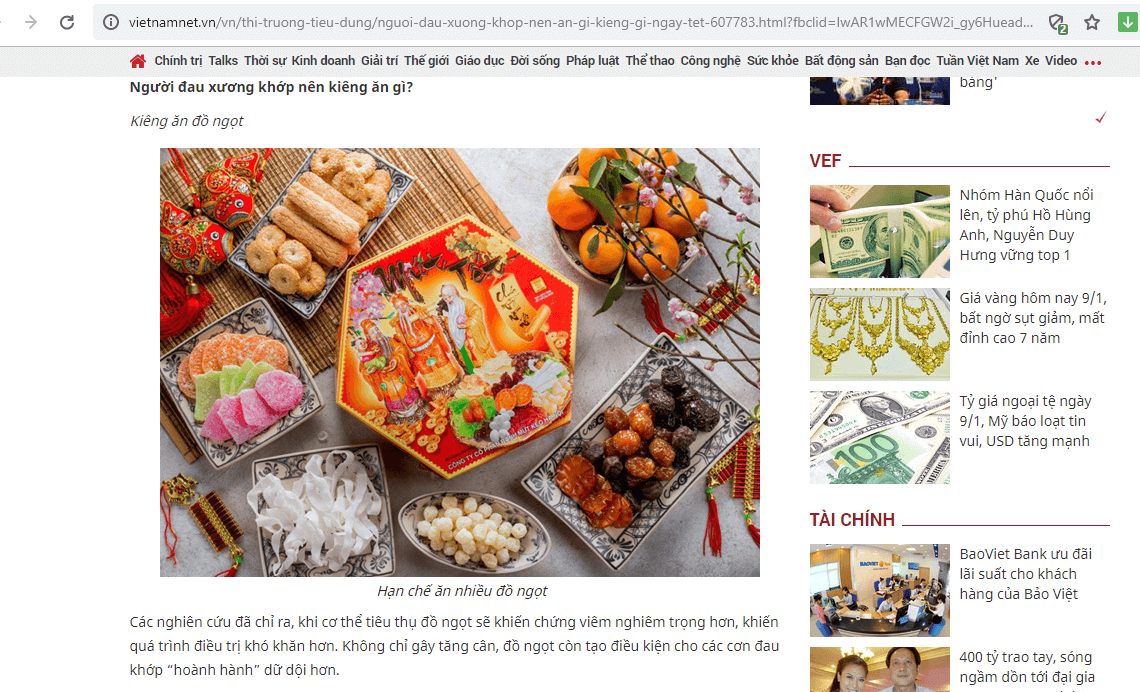 vietnamnet.vn/vn/thi-truong-tieu-dung/nguoi-dau-xuong-khop-nen-an-gi-kieng-gi-ngay-tet-607783.html?fbclid=IwAR1wMECFGW2i_gy6Huead...
2
Chính trị Talks Thời sự Kinh doanh Giải trí Thế giới Giáo dục Đời sống Pháp luật Thể thao Công nghệ Sức khỏe Bất động sản Bạn đọc Tuần Việt Nam Xe Video
Người đau xương khớp nên kiêng ăn gì?
Kiêng ăn đồ ngọt
Mứt Tết
Hạn chế ăn nhiều đồ ngọt
Các nghiên cứu đã chỉ ra, khi cơ thể tiêu thụ đồ ngọt sẽ khiến chứng viêm nghiêm trọng hơn, khiến
quá trình điều trị khó khăn hơn. Không chỉ gây tăng cân, đồ ngọt còn tạo điều kiện cho các cơn đau
khớp “hoành hành” dữ dội hơn.
bảng'
VEF
Nhóm Hàn Quốc nổi
lên, tỷ phú Hồ Hùng
Anh, Nguyễn Duy
Hưng vững top 1
Giá vàng hôm nay 9/1,
bất ngờ sụt giảm, mất
đỉnh cao 7 năm
Tỷ giá ngoại tệ ngày
9/1, Mỹ báo loạt tin
vui, USD tăng mạnh
100
TÀI CHÍNH
BAOVIET
BaoViet Bank ưu đãi
lãi suất cho khách
hàng của Bảo Việt
400 tỷ trao tay, sóng
ngầm dồn tới đại gia